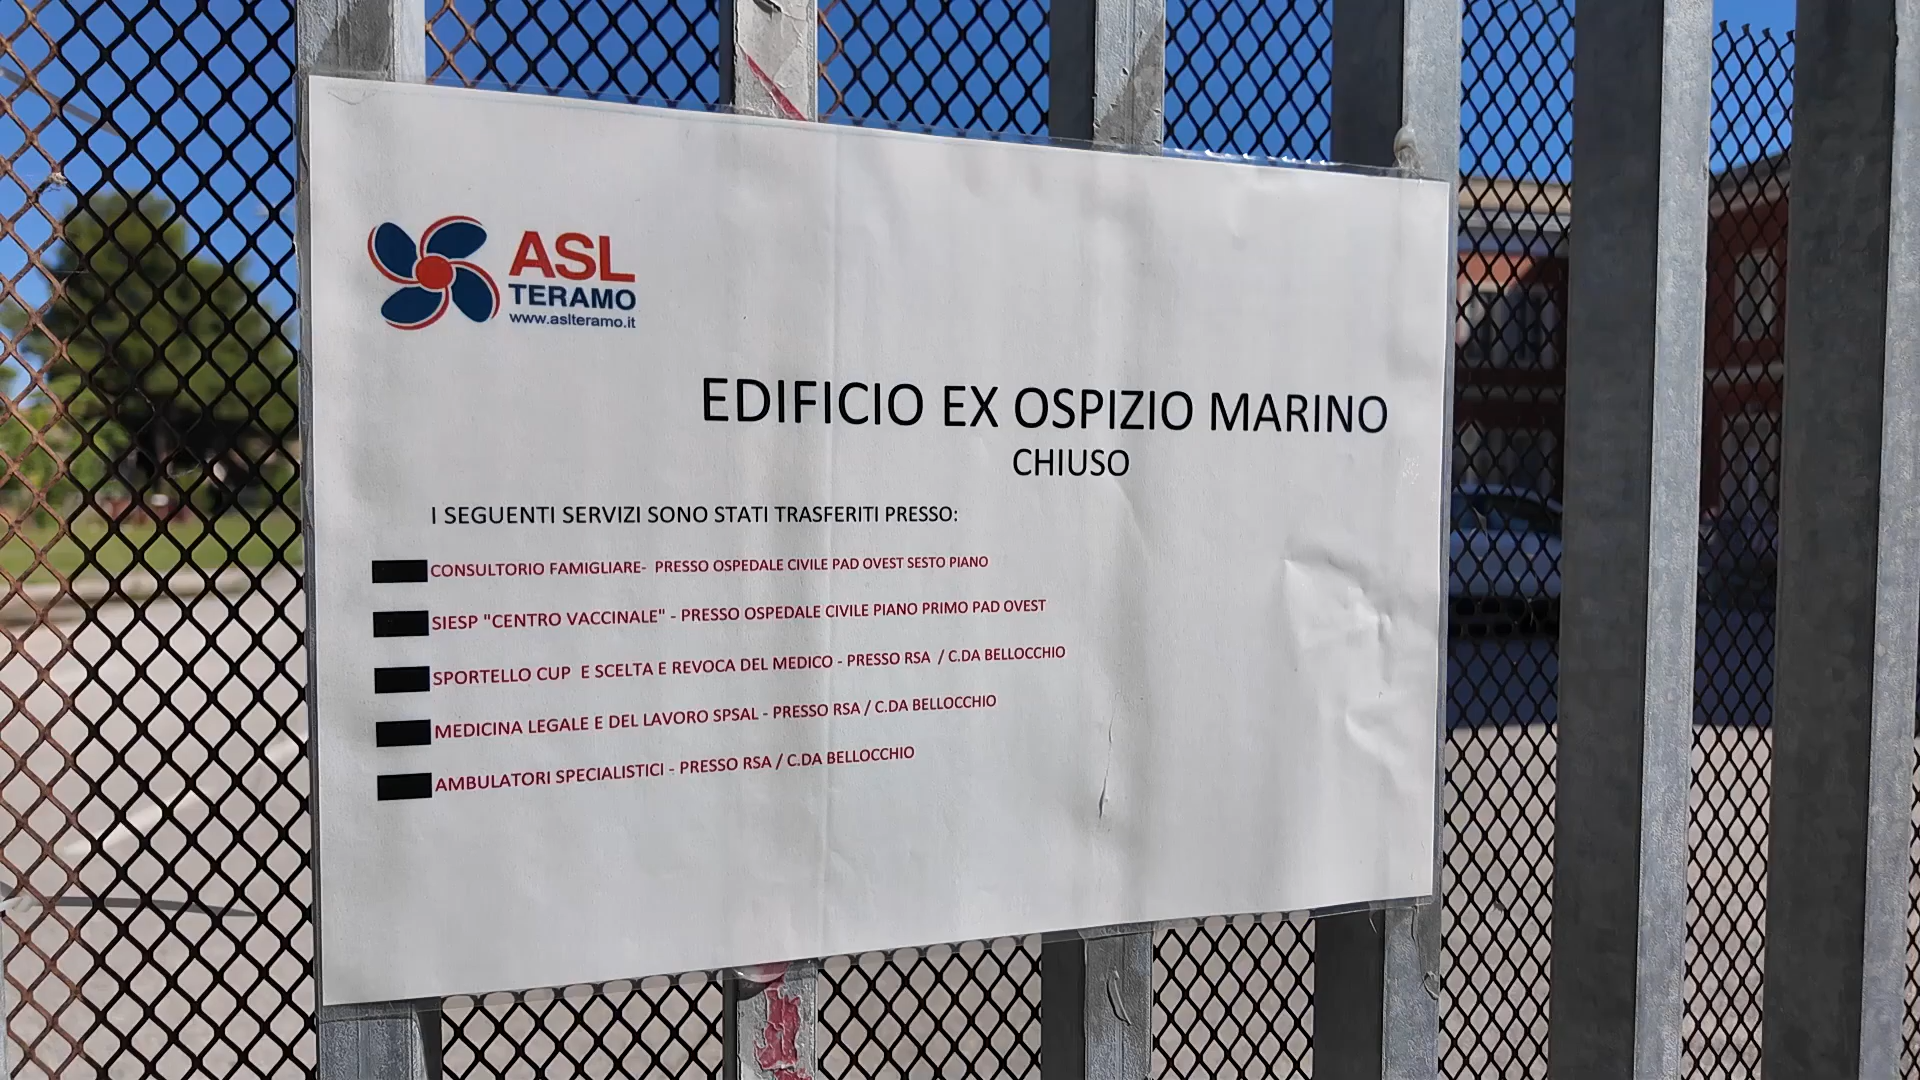 ASL
TERAMO
www.aslteramo.it
EDIFICIO EX OSPIZIO MARINO
CHIUSO
I SEGUENTI SERVIZI SONO STATI TRASFERITI PRESSO:
CONSULTORIO FAMIGLIARE- PRESSO OSPEDALE CIVILE PAD OVEST SESTO PIANO
SIESP "CENTRO VACCINALE" - PRESSO OSPEDALE CIVILE PIANO PRIMO PAD OVEST
SPORTELLO CUP E SCELTA E REVOCA DEL MEDICO - PRESSO RSA / C.DA BELLOCCHIO
MEDICINA LEGALE E DEL LAVORO SPSAL - PRESSO RSA / C.DA BELLOCCHIO
AMBULATORI SPECIALISTICI - PRESSO RSA / C.DA BELLOCCHIO